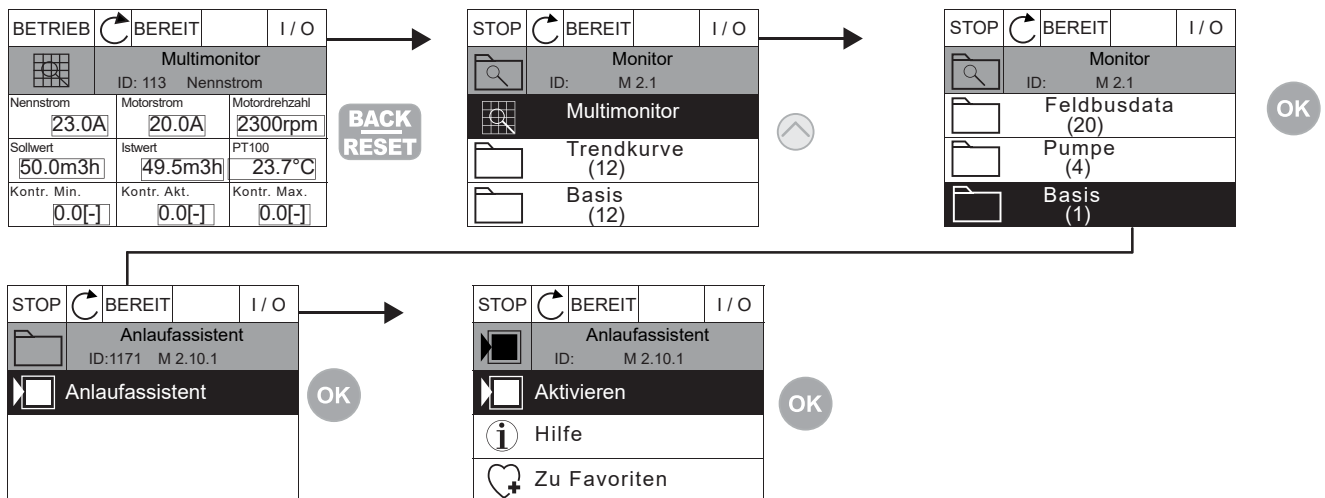 BETRIEB BEREIT I / O
Multimonitor
ID: 113 Nennstrom
Nennstrom Motorstrom Motordrehzahl
23.0A 20.0A 2300rpm
Sollwert Istwert PT100
50.0m3h 49.5m3h 23.7°C
Kontr. Min. Kontr. Akt. Kontr. Max.
0.0[-] 0.0[-] 0.0[-]
BACK
RESET
STOP BEREIT I / O
Monitor
ID: M 2.1
Multimonitor
Trendkurve
(12)
Basis
(12)
STOP BEREIT I / O
Monitor
ID: M 2.1
Feldbusdata
(20)
Pumpe
(4)
Basis
(1)
OK
STOP BEREIT I / O
Anlaufassistent
ID:1171 M 2.10.1
Anlaufassistent
OK
STOP BEREIT I / O
Anlaufassistent
ID: M 2.10.1
Aktivieren
Hilfe
Zu Favoriten
OK